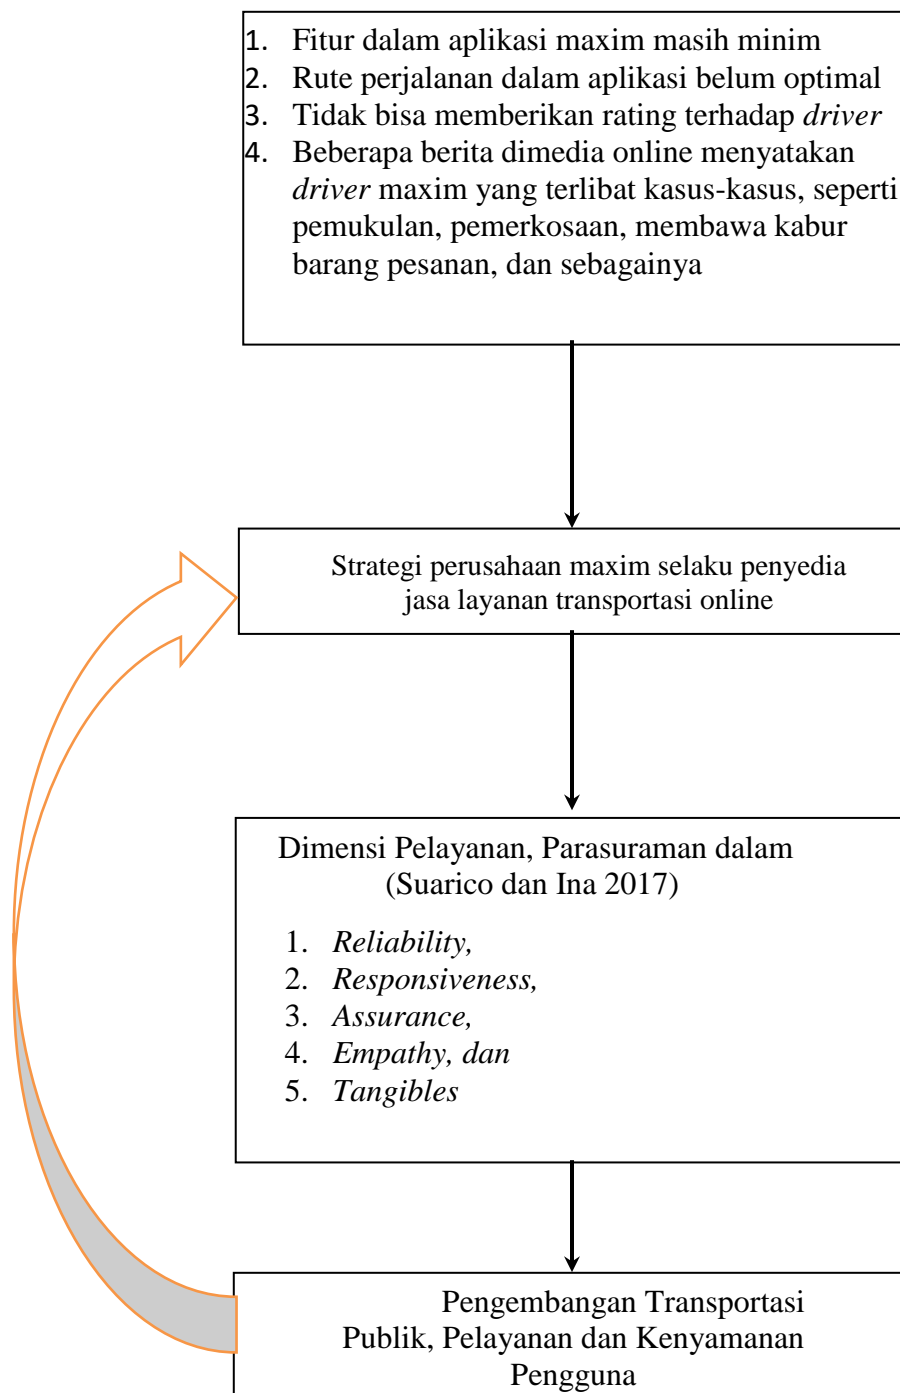 1. Fitur dalam aplikasi maxim masih minim
2. Rute perjalanan dalam aplikasi belum optimal
3. Tidak bisa memberikan rating terhadap driver
4. Beberapa berita dimedia online menyatakan
driver maxim yang terlibat kasus-kasus, seperti
pemukulan, pemerkosaan, membawa kabur
barang pesanan, dan sebagainya
Strategi perusahaan maxim selaku penyedia
jasa layanan transportasi online
Dimensi Pelayanan, Parasuraman dalam
(Suarico dan Ina 2017)
1. Reliability,
2. Responsiveness,
3. Assurance,
4. Empathy, dan
5. Tangibles
Pengembangan Transportasi
Publik, Pelayanan dan Kenyamanan
Pengguna